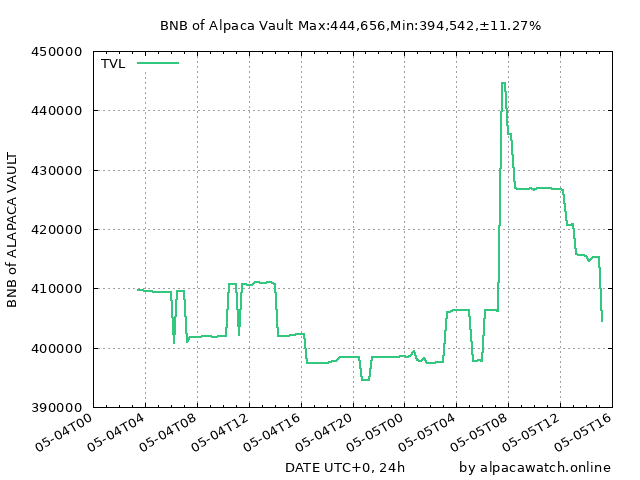 BNB of Alpaca Vault Max:444,656,Min:394,542,±11.27%
TVL
BNB of ALAPACA VAULT
450000
440000
430000
420000
410000
400000
390000
05-04T00
05-04T04
05-04T08
05-04T12
05-04T16
05-04T20
05-05T00
05-05T04
05-05T08
05-05T12
05-05T16
DATE UTC+0, 24h
by alpacawatch.online